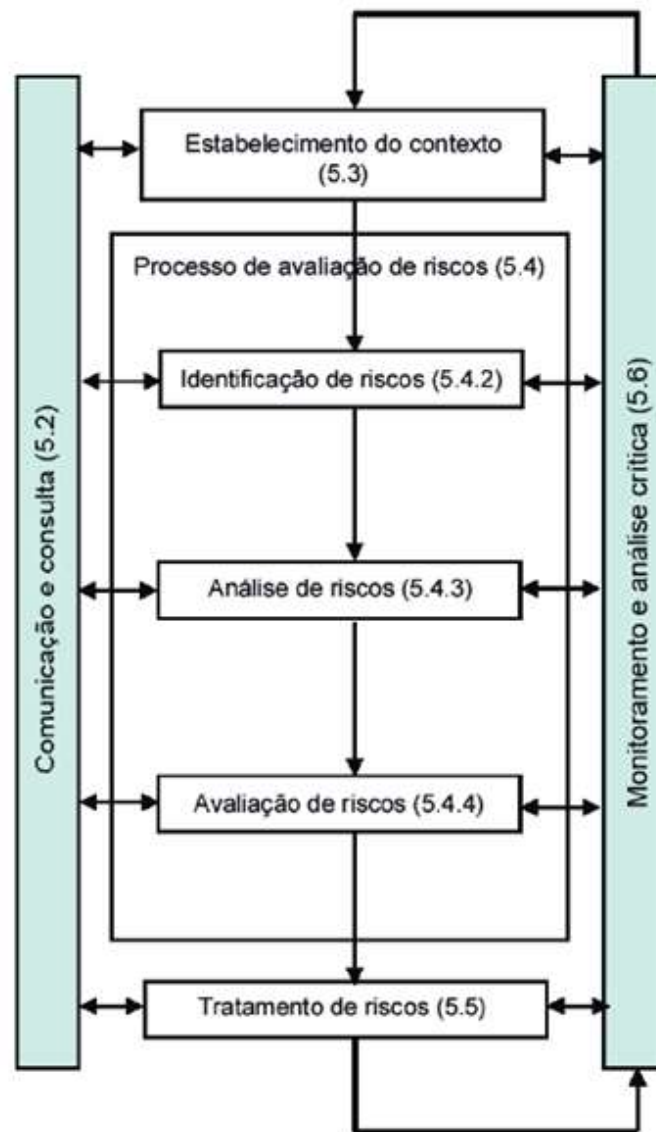 Estabelecimento do contexto
(5.3)
Processo de avaliação de riscos (5.4)
Identificação de riscos (5.4.2)
Análise de riscos (5.4.3)
Avaliação de riscos (5.4.4)
Tratamento de riscos (5.5)
Comunicação e consulta (5.2)
Monitoramento e análise crítica (5.6)